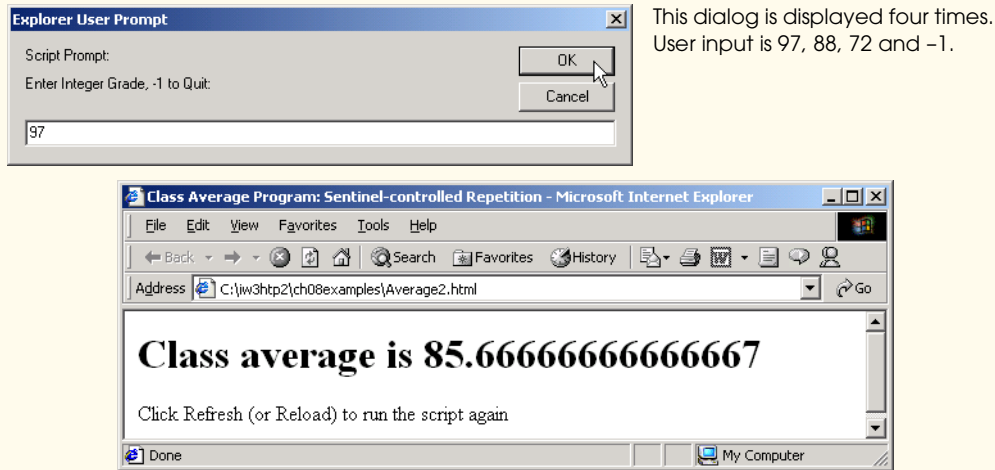 Explorer User Prompt
This dialog is displayed four times.
User input is 97, 88, 72 and –1.
Script Prompt:
OK
Enter Integer Grade, -1 to Quit:
Cancel
97
Class Average Program: Sentinel-controlled Repetition - Microsoft Internet Explorer
File Edit View Favorites Tools Help
Back Search Favorites History
Address C:\iw3htp2\ch08examples\Average2.html Go
Class average is 85.66666666666667
Click Refresh (or Reload) to run the script again
Done My Computer